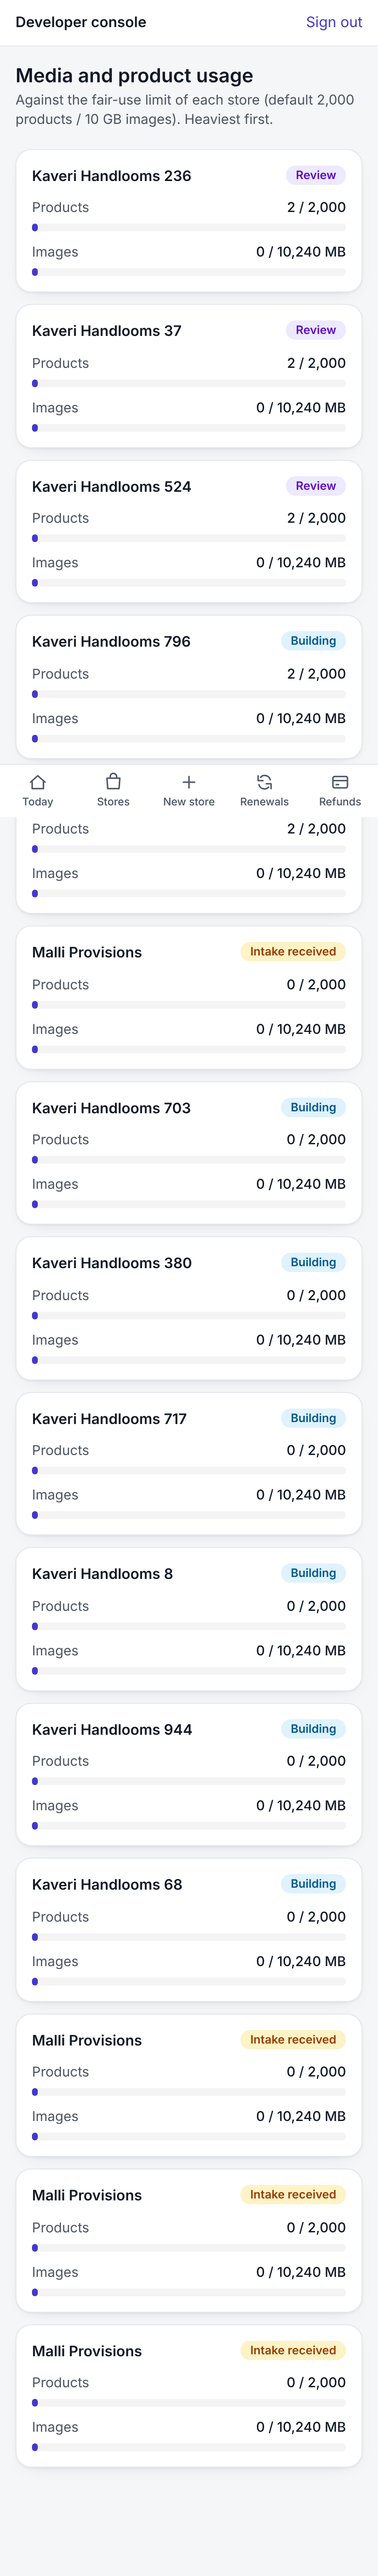 Developer console
Sign out
Media and product usage
Against the fair-use limit of each store (default 2,000
products / 10 GB images). Heaviest first.
Kaveri Handlooms 236 Review
Products 2 / 2,000
Images 0 / 10,240 MB
Kaveri Handlooms 37 Review
Products 2 / 2,000
Images 0 / 10,240 MB
Kaveri Handlooms 524 Review
Products 2 / 2,000
Images 0 / 10,240 MB
Kaveri Handlooms 796 Building
Products 2 / 2,000
Images 0 / 10,240 MB
Today Stores New store Renewals Refunds
Products 2 / 2,000
Images 0 / 10,240 MB
Malli Provisions Intake received
Products 0 / 2,000
Images 0 / 10,240 MB
Kaveri Handlooms 703 Building
Products 0 / 2,000
Images 0 / 10,240 MB
Kaveri Handlooms 380 Building
Products 0 / 2,000
Images 0 / 10,240 MB
Kaveri Handlooms 717 Building
Products 0 / 2,000
Images 0 / 10,240 MB
Kaveri Handlooms 8 Building
Products 0 / 2,000
Images 0 / 10,240 MB
Kaveri Handlooms 944 Building
Products 0 / 2,000
Images 0 / 10,240 MB
Kaveri Handlooms 68 Building
Products 0 / 2,000
Images 0 / 10,240 MB
Malli Provisions Intake received
Products 0 / 2,000
Images 0 / 10,240 MB
Malli Provisions Intake received
Products 0 / 2,000
Images 0 / 10,240 MB
Malli Provisions Intake received
Products 0 / 2,000
Images 0 / 10,240 MB